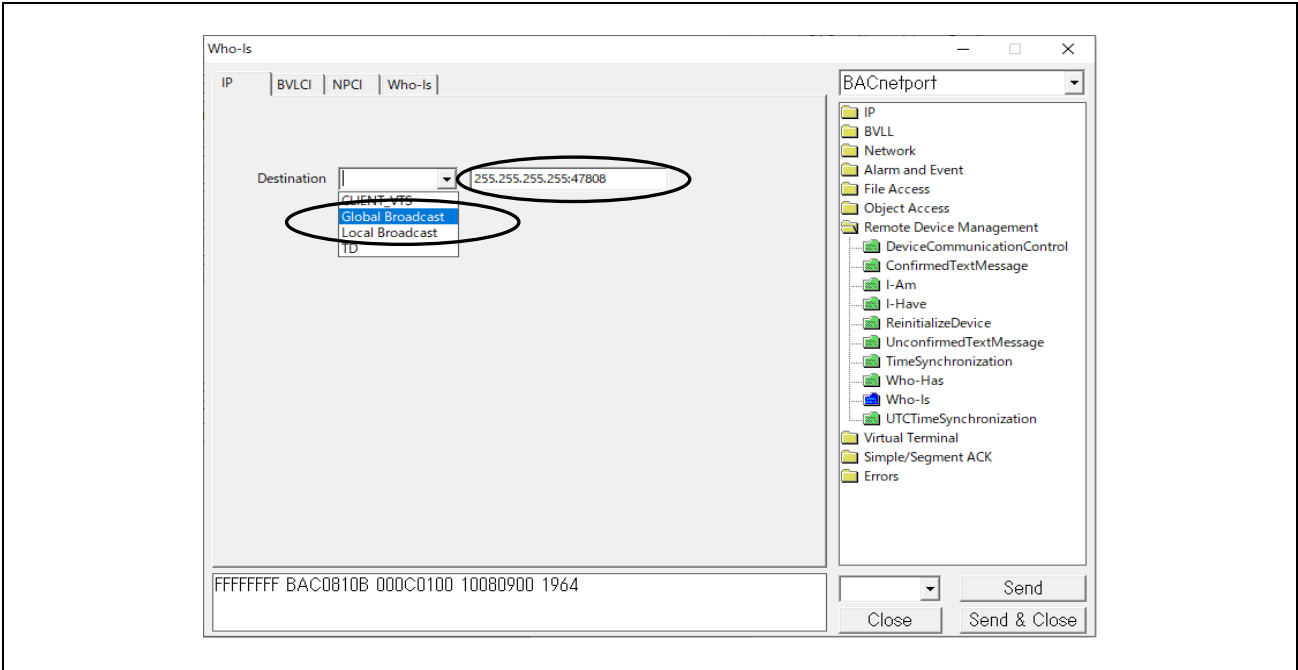 Who-Is
IP BVLCI NPCI Who-Is
Destination 255.255.255.255:47808
CLIENT_VTS
Global Broadcast
Local Broadcast
TD
BACnetport
IP
BVLL
Network
Alarm and Event
File Access
Object Access
Remote Device Management
DeviceCommunicationControl
ConfirmedTextMessage
I-Am
I-Have
ReinitializeDevice
UnconfirmedTextMessage
TimeSynchronization
Who-Has
Who-Is
UTCTimeSynchronization
Virtual Terminal
Simple/Segment ACK
Errors
FFFFFFFF BAC0810B 000C0100 10080900 1964
Send
Close Send & Close